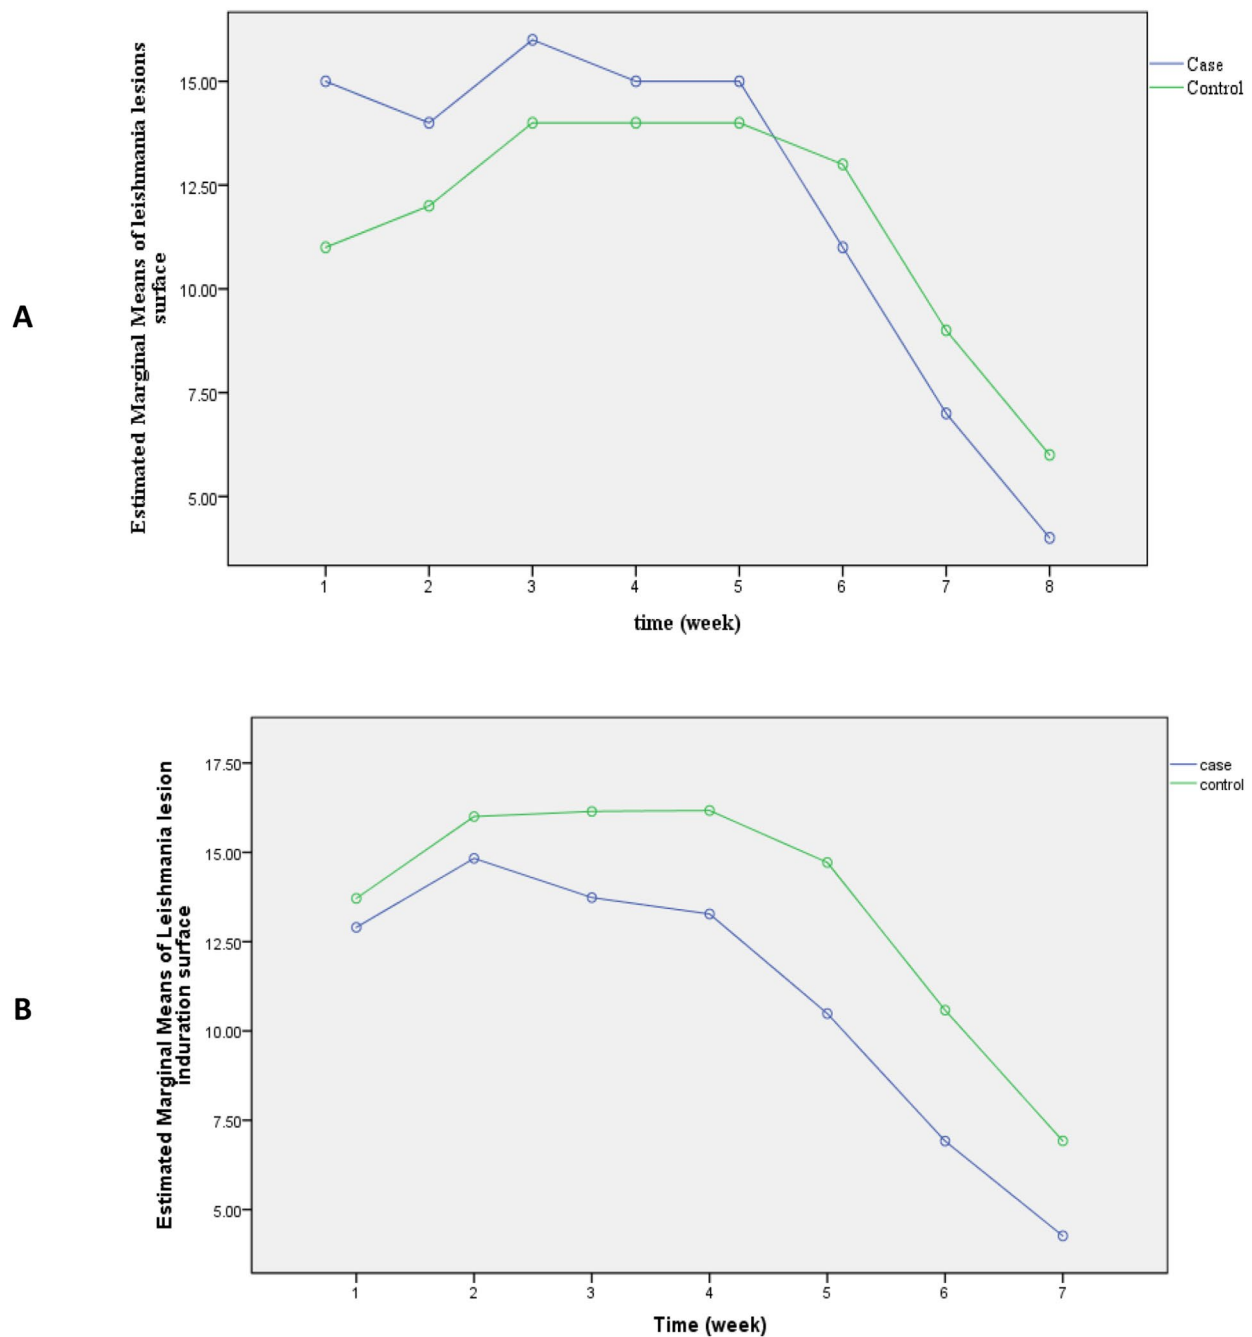 A
Estimated Marginal Means of leishmania lesions
surface
15.00
12.50
10.00
7.50
5.00
1 2 3 4 5 6 7 8
time (week)
Case
Control
B
Estimated Marginal Means of Leishmania lesion
induration surface
17.50
15.00
12.50
10.00
7.50
5.00
1 2 3 4 5 6 7
Time (week)
case
control